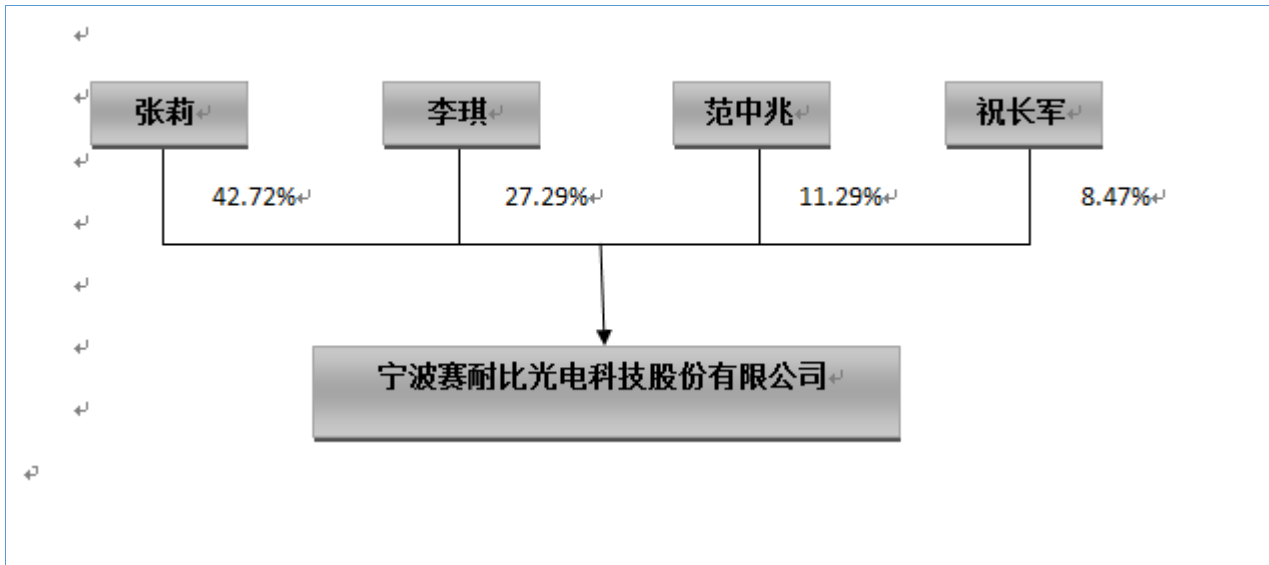 张莉
李琪
范中兆
祝长军
42.72%
27.29%
11.29%
8.47%
宁波赛耐比光电科技股份有限公司